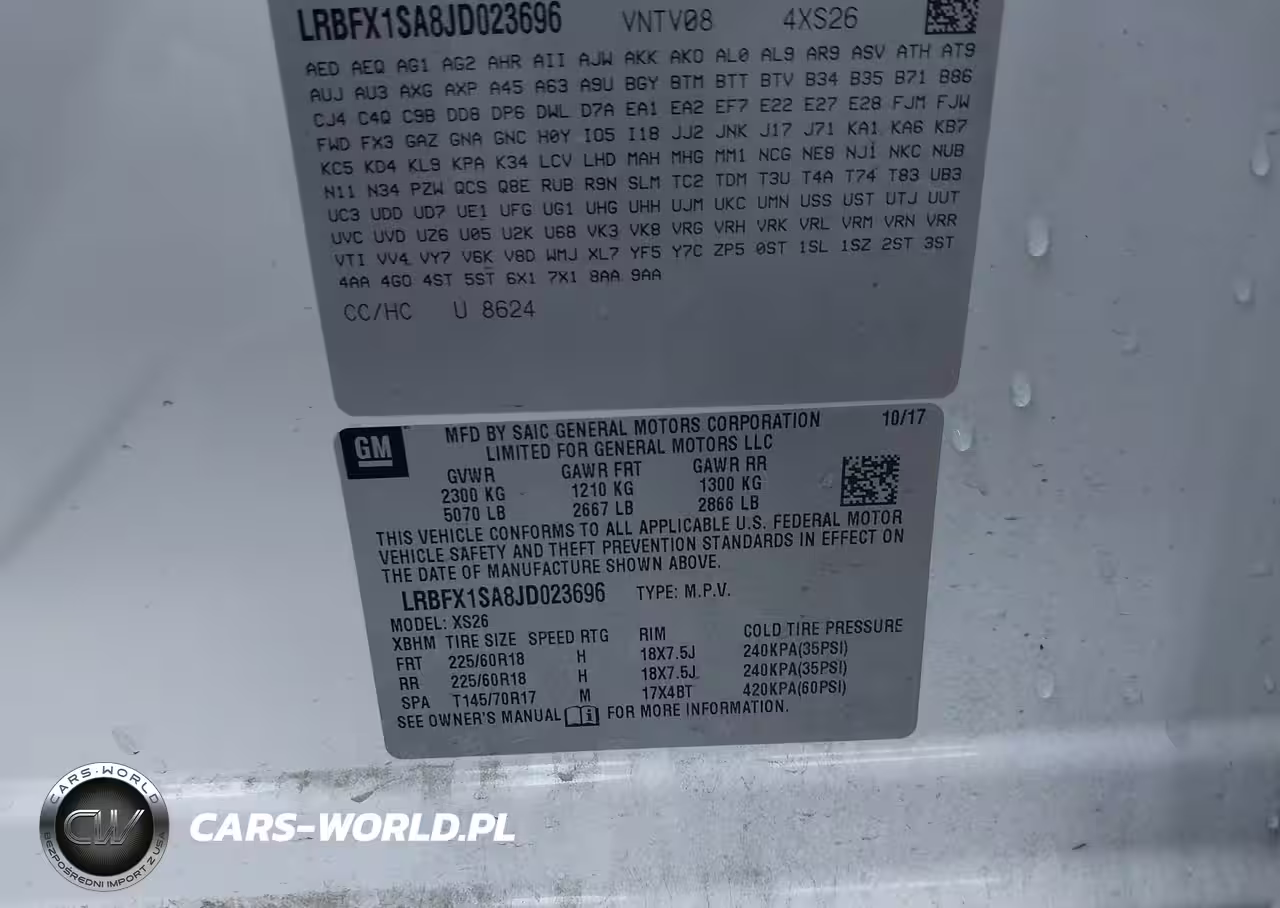 LRBFX1SA8JD023696 VNTV08 4XS26
AED AEQ AG1 AG2 AHR AII AJW AKK AKO AL0 AL9 AR9 ASV ATH AT9
AUJ AU3 AXG AXP A45 A63 A9U BGY BTM BTT BTV B34 B35 B71 B86
CJ4 C4Q C9B DD8 DP6 DWL D7A EA1 EA2 EF7 E22 E27 E28 FJM FJW
FWD FX3 GAZ GNA GNC H0Y IO5 I18 JJ2 JNK J17 J71 KA1 KA6 KB7
KC5 KD4 KL9 KPA K34 LCV LHD MAH MHG MM1 NCG NE8 NJ1 NKC NUB
N11 N34 PZW QCS Q8E RUB R9N SLM TC2 TDM T3U T4A T74 T83 UB3
UC3 UDD UD7 UE1 UFG UG1 UHG UHH UJM UKC UMN USS UST UTJ UUT
UVC UVD UZ6 U05 U2K U68 VK3 VK8 VRG VRH VRK VRL VRM VRN VRR
VTI VV4 VY7 V6K V8D WMJ XL7 YF5 Y7C ZP5 0ST 1SL 1SZ 2ST 3ST
4AA 4GO 4ST 5ST 6X1 7X1 8AA 9AA
CC/HC U 8624
GM MFD BY SAIC GENERAL MOTORS CORPORATION 10/17
LIMITED FOR GENERAL MOTORS LLC
GVWR GAWR FRT GAWR RR
2300 KG 1210 KG 1300 KG
5070 LB 2667 LB 2866 LB
THIS VEHICLE CONFORMS TO ALL APPLICABLE U.S. FEDERAL MOTOR
VEHICLE SAFETY AND THEFT PREVENTION STANDARDS IN EFFECT ON
THE DATE OF MANUFACTURE SHOWN ABOVE.
LRBFX1SA8JD023696 TYPE: M.P.V.
MODEL: XS26
XBHM TIRE SIZE SPEED RTG RIM COLD TIRE PRESSURE
FRT 225/60R18 H 18X7.5J 240KPA(35PSI)
RR 225/60R18 H 18X7.5J 240KPA(35PSI)
SPA T145/70R17 M 17X4BT 420KPA(60PSI)
SEE OWNER'S MANUAL FOR MORE INFORMATION.
CARS-WORLD
CW
BEZPOŚREDNI IMPORT Z USA
CARS-WORLD.PL